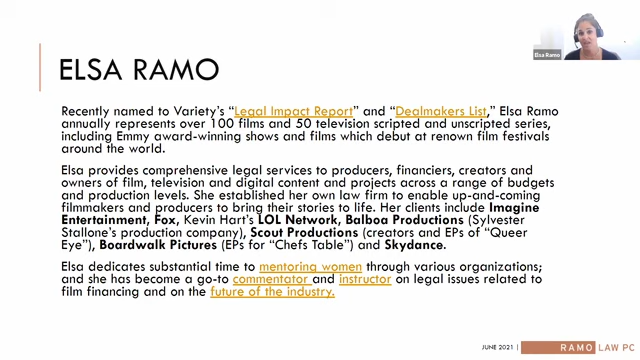 Elsa Ramo
ELSA RAMO
Recently named to Variety's "Legal Impact Report" and "Dealmakers List," Elsa Ramo
annually represents over 100 films and 50 television scripted and unscripted series,
including Emmy award-winning shows and films which debut at renown film festivals
around the world.
Elsa provides comprehensive legal services to producers, financiers, creators and
owners of film, television and digital content and projects across a range of budgets
and production levels. She established her own law firm to enable up-and-coming
filmmakers and producers to bring their stories to life. Her clients include Imagine
Entertainment, Fox, Kevin Hart's LOL Network, Balboa Productions (Sylvester
Stallone's production company), Scout Productions (creators and EPs of "Queer
Eye"), Boardwalk Pictures (EPs for "Chefs Table") and Skydance.
Elsa dedicates substantial time to mentoring women through various organizations;
and she has become a go-to commentator and instructor on legal issues related to
film financing and on the future of the industry.
JUNE 2021 |
RAMO LAW PC